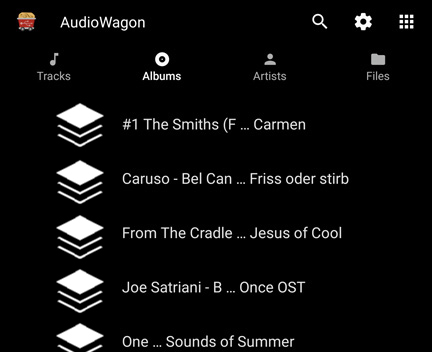 AudioWagon
Tracks
Albums
Artists
Files
#1 The Smiths (F ... Carmen
Caruso - Bel Can ... Friss oder stirb
From The Cradle ... Jesus of Cool
Joe Satriani - B ... Once OST
One ... Sounds of Summer